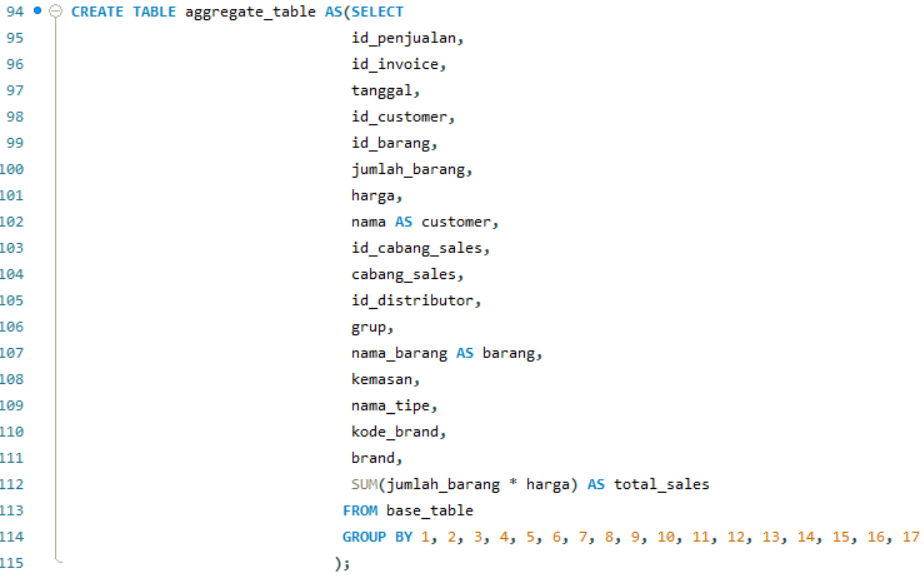 94 CREATE TABLE aggregate_table AS(SELECT
95 id_penjualan,
96 id_invoice,
97 tanggal,
98 id_customer,
99 id_barang,
100 jumlah_barang,
101 harga,
102 nama AS customer,
103 id_cabang_sales,
104 cabang_sales,
105 id_distributor,
106 grup,
107 nama_barang AS barang,
108 kemasan,
109 nama_tipe,
110 kode_brand,
111 brand,
112 SUM(jumlah_barang * harga) AS total_sales
113 FROM base_table
114 GROUP BY 1, 2, 3, 4, 5, 6, 7, 8, 9, 10, 11, 12, 13, 14, 15, 16, 17
115 );